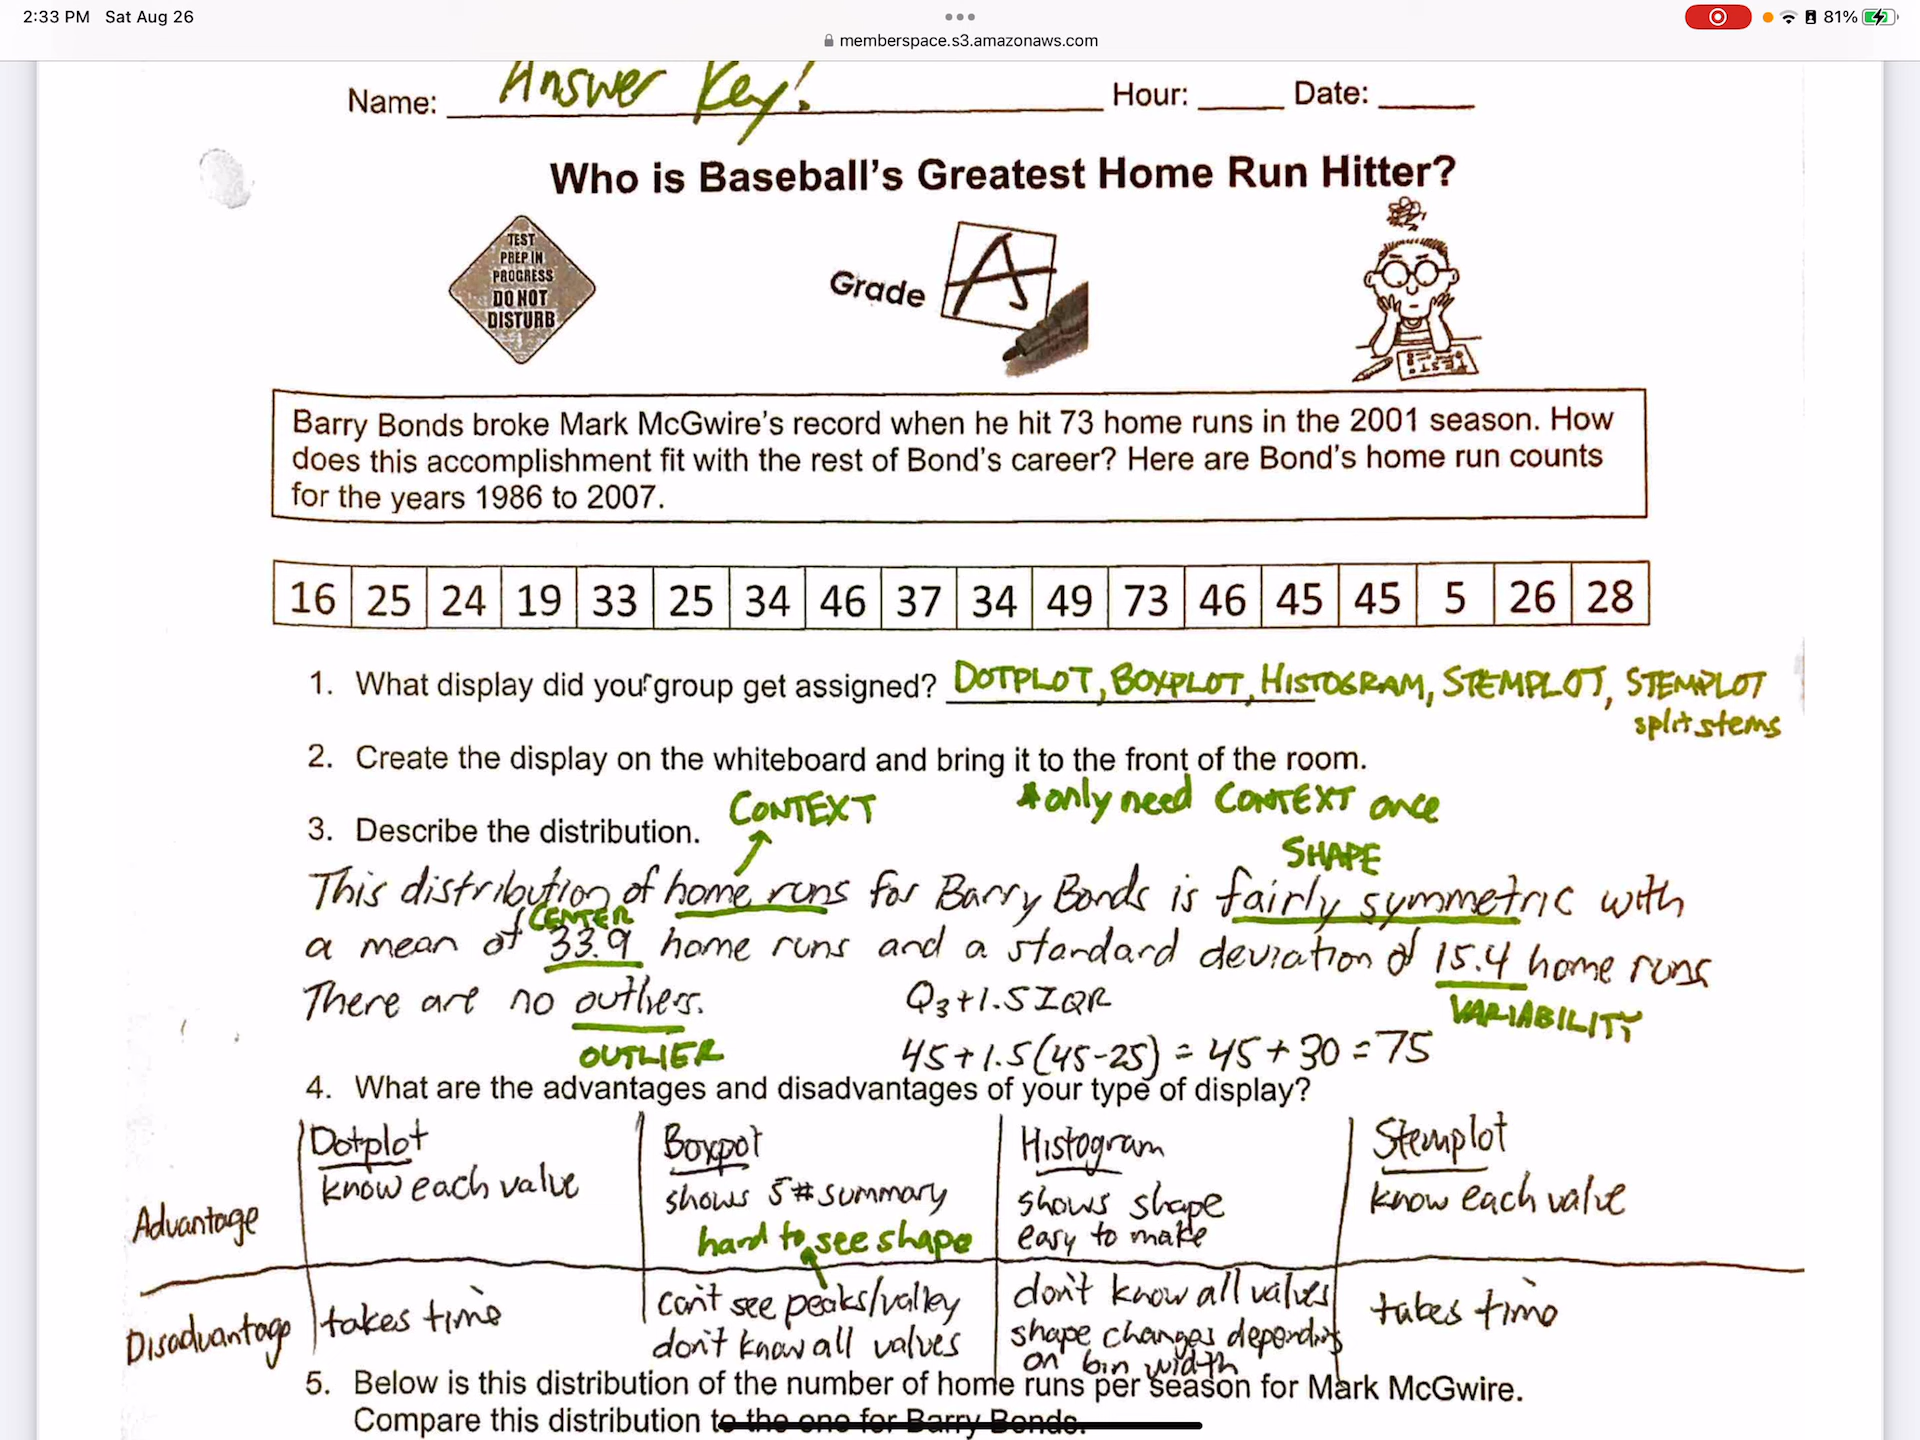 2:33 PM Sat Aug 26
81%
memberspace.s3.amazonaws.com
Name: Answer Key! Hour: Date:
Who is Baseball's Greatest Home Run Hitter?
TEST
PREP IN
PROGRESS
DO NOT
DISTURB
Grade A
TEST
Barry Bonds broke Mark McGwire's record when he hit 73 home runs in the 2001 season. How
does this accomplishment fit with the rest of Bond's career? Here are Bond's home run counts
for the years 1986 to 2007.
16 25 24 19 33 25 34 46 37 34 49 73 46 45 45 5 26 28
1. What display did your group get assigned? DOTPLOT, BOXPLOT, HISTOGRAM, STEMPLOT, STEMPLOT
split stems
2. Create the display on the whiteboard and bring it to the front of the room.
CONTEXT *only need CONTEXT once
3. Describe the distribution.
SHAPE
This distribution of home runs for Barry Bonds is fairly symmetric with
CENTER
a mean of 33.9 home runs and a standard deviation of 15.4 home runs
There are no outliers. Q3+1.5IQR
VARIABILITY
OUTLIER 45+1.5(45-25) = 45+30=75
4. What are the advantages and disadvantages of your type of display?
Dotplot Boxpot Histogram Stemplot
Advantage know each value shows 5# summary shows shape know each value
hard to see shape easy to make
Disadvantage takes time can't see peaks/valley don't know all values takes time
don't know all values shape changes depending
on bin width
5. Below is this distribution of the number of home runs per season for Mark McGwire.
Compare this distribution to the one for Barry Bonds.